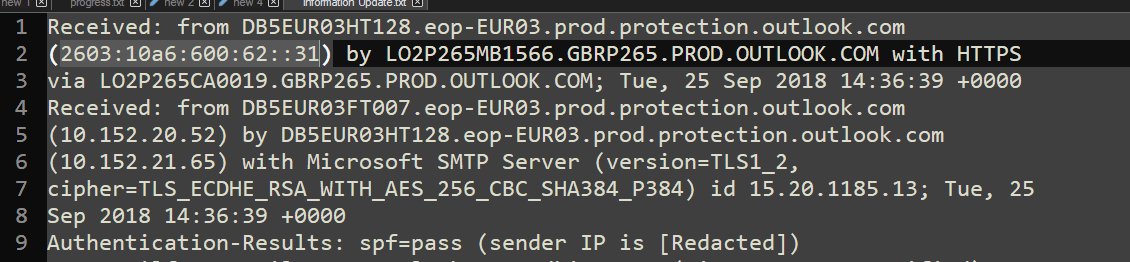 new 1 progress.txt new 2 new 4 Information Update.txt
1 Received: from DB5EUR03HT128.eop-EUR03.prod.protection.outlook.com
2 (2603:10a6:600:62::31) by LO2P265MB1566.GBRP265.PROD.OUTLOOK.COM with HTTPS
3 via LO2P265CA0019.GBRP265.PROD.OUTLOOK.COM; Tue, 25 Sep 2018 14:36:39 +0000
4 Received: from DB5EUR03FT007.eop-EUR03.prod.protection.outlook.com
5 (10.152.20.52) by DB5EUR03HT128.eop-EUR03.prod.protection.outlook.com
6 (10.152.21.65) with Microsoft SMTP Server (version=TLS1_2,
7 cipher=TLS_ECDHE_RSA_WITH_AES_256_CBC_SHA384_P384) id 15.20.1185.13; Tue, 25
8 Sep 2018 14:36:39 +0000
9 Authentication-Results: spf=pass (sender IP is [Redacted])